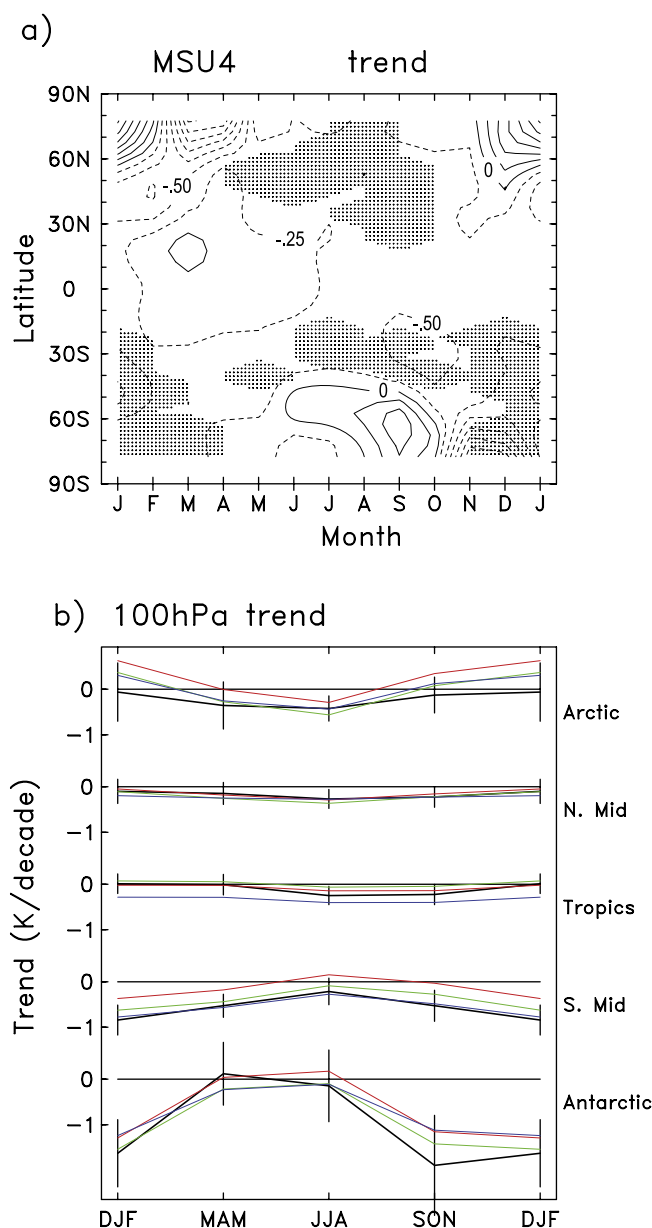 a)
MSU4 trend
90N
60N
30N
0
30S
60S
90S
Latitude
-.50
0
-.25
-.50
0
J F M A M J J A S O N D J
Month
b) 100hPa trend
0
-1
Arctic
0
-1
N. Mid
0
-1
Tropics
0
-1
S. Mid
0
-1
Antarctic
Trend (K/decade)
DJF MAM JJA SON DJF